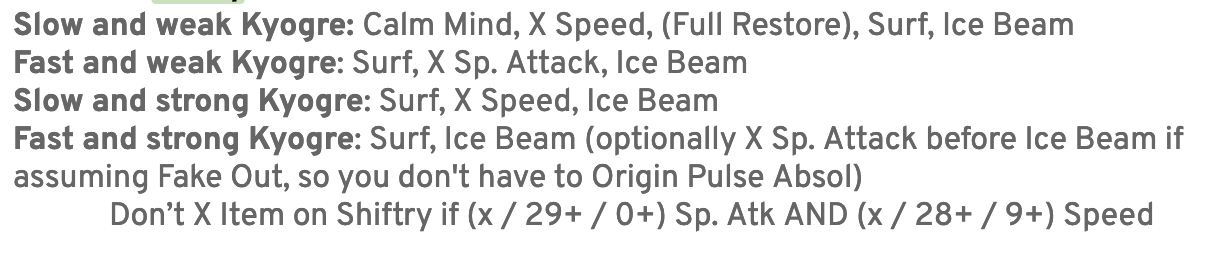 Slow and weak Kyogre: Calm Mind, X Speed, (Full Restore), Surf, Ice Beam
Fast and weak Kyogre: Surf, X Sp. Attack, Ice Beam
Slow and strong Kyogre: Surf, X Speed, Ice Beam
Fast and strong Kyogre: Surf, Ice Beam (optionally X Sp. Attack before Ice Beam if
assuming Fake Out, so you don't have to Origin Pulse Absol)
Don’t X Item on Shiftry if (x / 29+ / 0+) Sp. Atk AND (x / 28+ / 9+) Speed